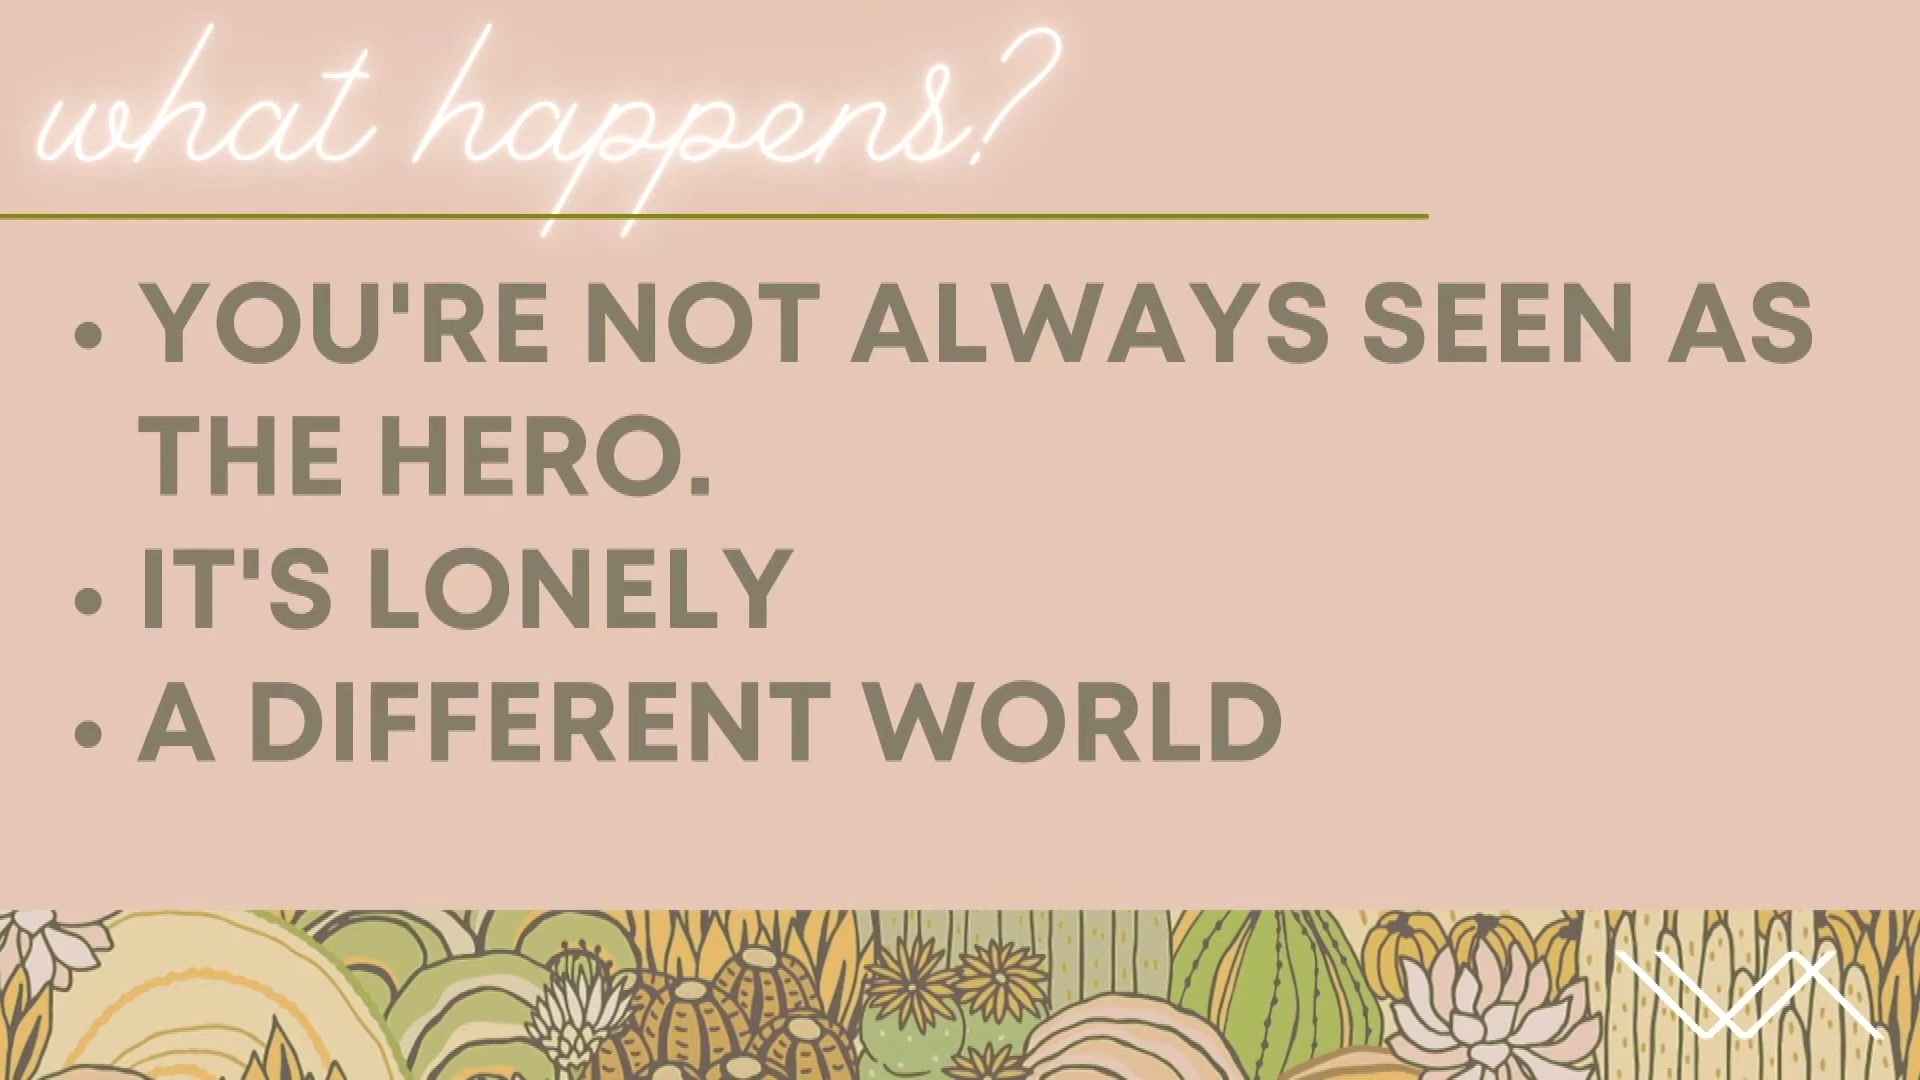 what happens?
• YOU'RE NOT ALWAYS SEEN AS
THE HERO.
• IT'S LONELY
• A DIFFERENT WORLD